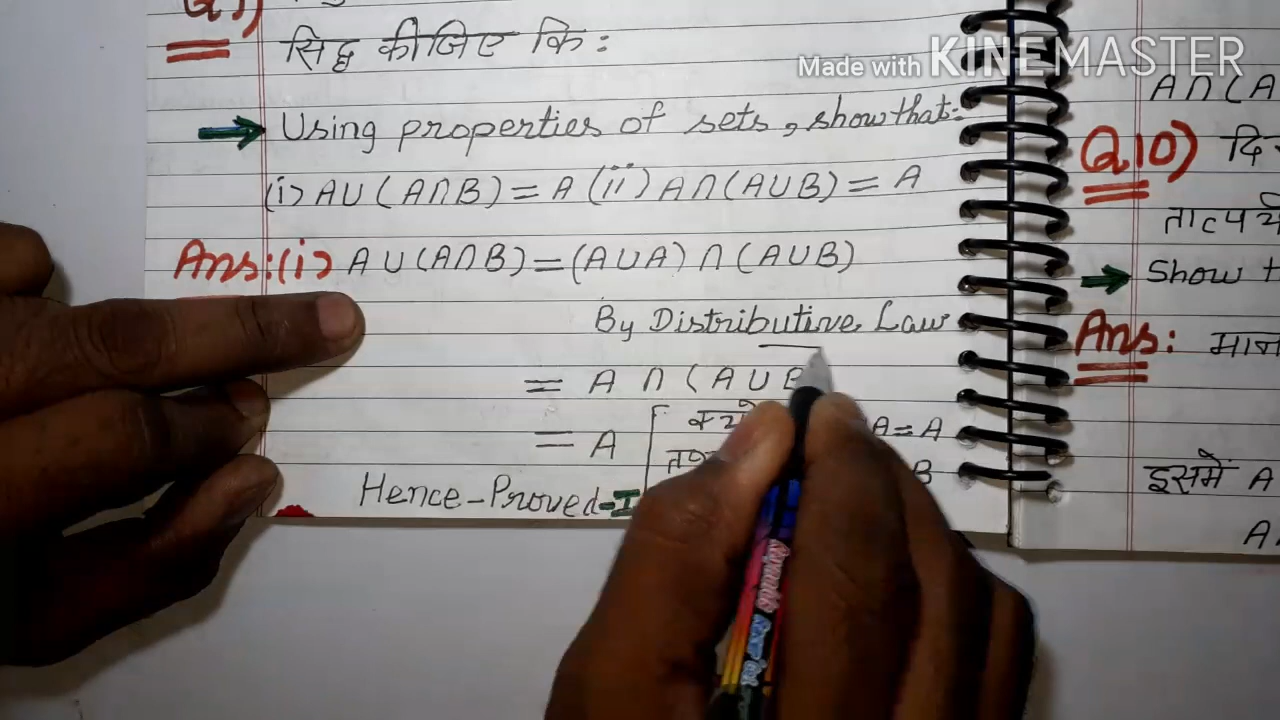 Made with KINEMASTER
सिद्ध कीजिए कि:
Using properties of sets, show that:
(i) A∪(A∩B)=A (ii) A∩(A∪B)=A
Ans:(i) A∪(A∩B)=(A∪A)∩(A∪B)
By Distributive Law
= A ∩ (A ∪ B
= A
A=A
B
Hence-Proved-I
A∩(A
Q.10)
Show t
Ans:
इसमें A
A